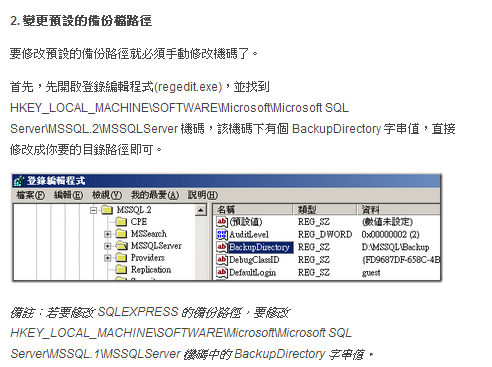 2. 變更預設的備份檔路徑
要修改預設的備份路徑就必須手動修改機碼了。
首先，先開啟登錄編輯程式(regedit.exe)，並找到
HKEY_LOCAL_MACHINE\SOFTWARE\Microsoft\Microsoft SQL
Server\MSSQL.2\MSSQLServer 機碼，該機碼下有個 BackupDirectory 字串值，直接
修改成你要的目錄路徑即可。
登錄編輯程式
檔案(F) 編輯(E) 檢視(V) 我的最愛(A) 說明(H)
MSSQL.2 名稱 類型 資料
CPE (預設值) REG_SZ (數值未設定)
MSSearch AuditLevel REG_DWORD 0x00000002 (2)
MSSQLServer BackupDirectory REG_SZ D:\MSSQL\Backup
Providers DebugClassID REG_SZ {FD9687DF-658C-4B
Replication DefaultLogin REG_SZ guest
備註：若要修改 SQLEXPRESS 的備份路徑，要修改
HKEY_LOCAL_MACHINE\SOFTWARE\Microsoft\Microsoft SQL
Server\MSSQL.1\MSSQLServer 機碼中的 BackupDirectory 字串值。